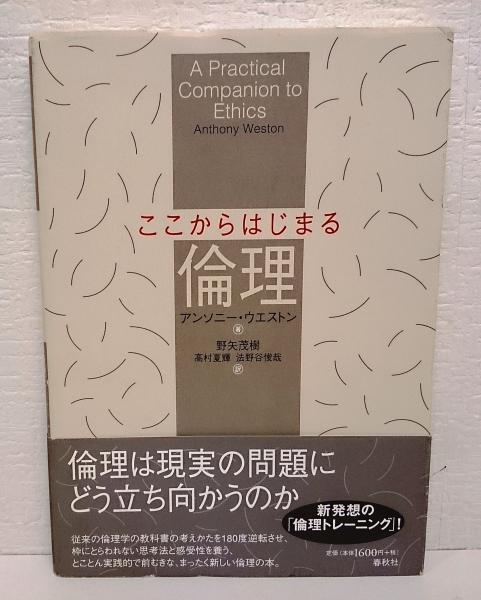 A Practical
Companion to
Ethics
Anthony Weston
ここからはじまる
倫理
アンソニー・ウエストン
著
野矢茂樹
高村夏輝 法野谷俊哉
訳
倫理は現実の問題に
どう立ち向かうのか
新発想の
「倫理トレーニング」!
従来の倫理学の教科書の考えかたを180度逆転させ、
枠にとらわれない思考法と感受性を養う、
とことん実践的で前むきな、まったく新しい倫理の本。
定価(本体1600円+税)
春秋社